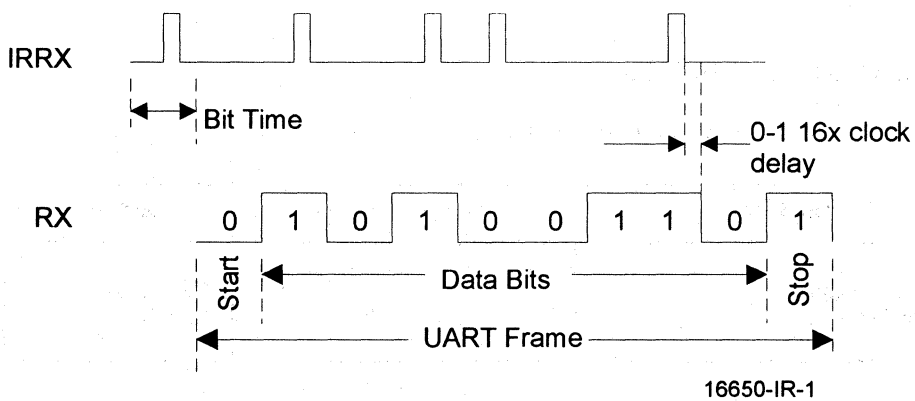 IRRX
Bit Time
0-1 16x clock
delay
RX
0 1 0 1 0 0 1 1 0 1
Start
Data Bits
Stop
UART Frame
16650-IR-1